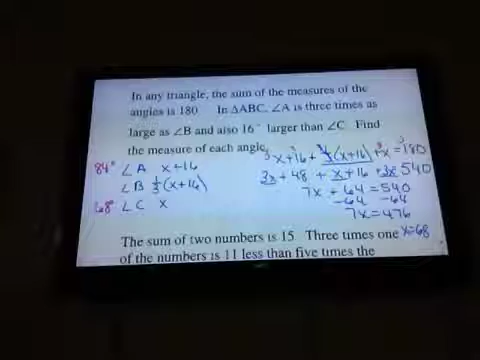 In any triangle, the sum of the measures of the
angles is 180 In ΔABC, ∠A is three times as
large as ∠B and also 16° larger than ∠C. Find
the measure of each angle.
3 x+16 + 3 1/3(x+16) + x 3 = 180 3
84° ∠A x+16
3x + 48 + x + 16 + 3x = 540
∠B 1/3(x+16)
7x + 64 = 540
-64 -64
68° ∠C x
7x = 476
x=68
The sum of two numbers is 15 Three times one
of the numbers is 11 less than five times the